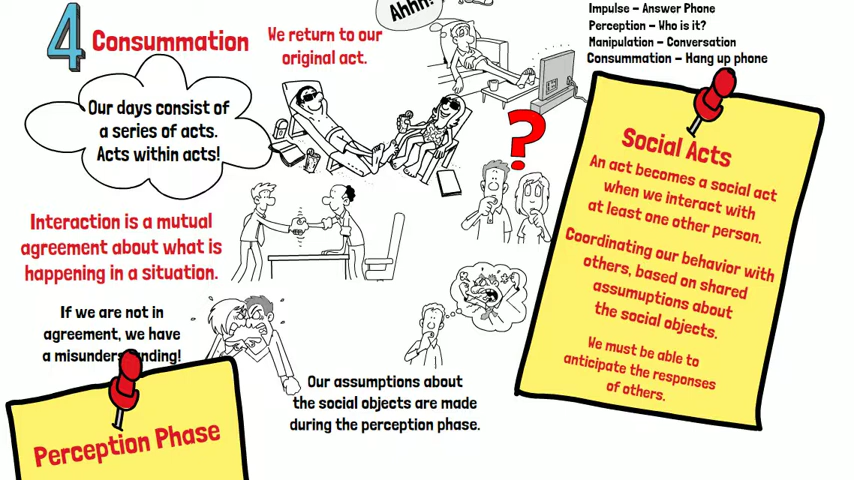 4 Consummation
We return to our
original act.
Ahhh!
Impulse – Answer Phone
Perception – Who is it?
Manipulation – Conversation
Consummation – Hang up phone
Our days consist of
a series of acts.
Acts within acts!
?
Social Acts
An act becomes a social act
when we interact with
at least one other person.
Coordinating our behavior with
others, based on shared
assumuptions about
the social objects.
We must be able to
anticipate the responses
of others.
Interaction is a mutual
agreement about what is
happening in a situation.
If we are not in
agreement, we have
a misunderstanding!
Our assumptions about
the social objects are made
during the perception phase.
Perception Phase